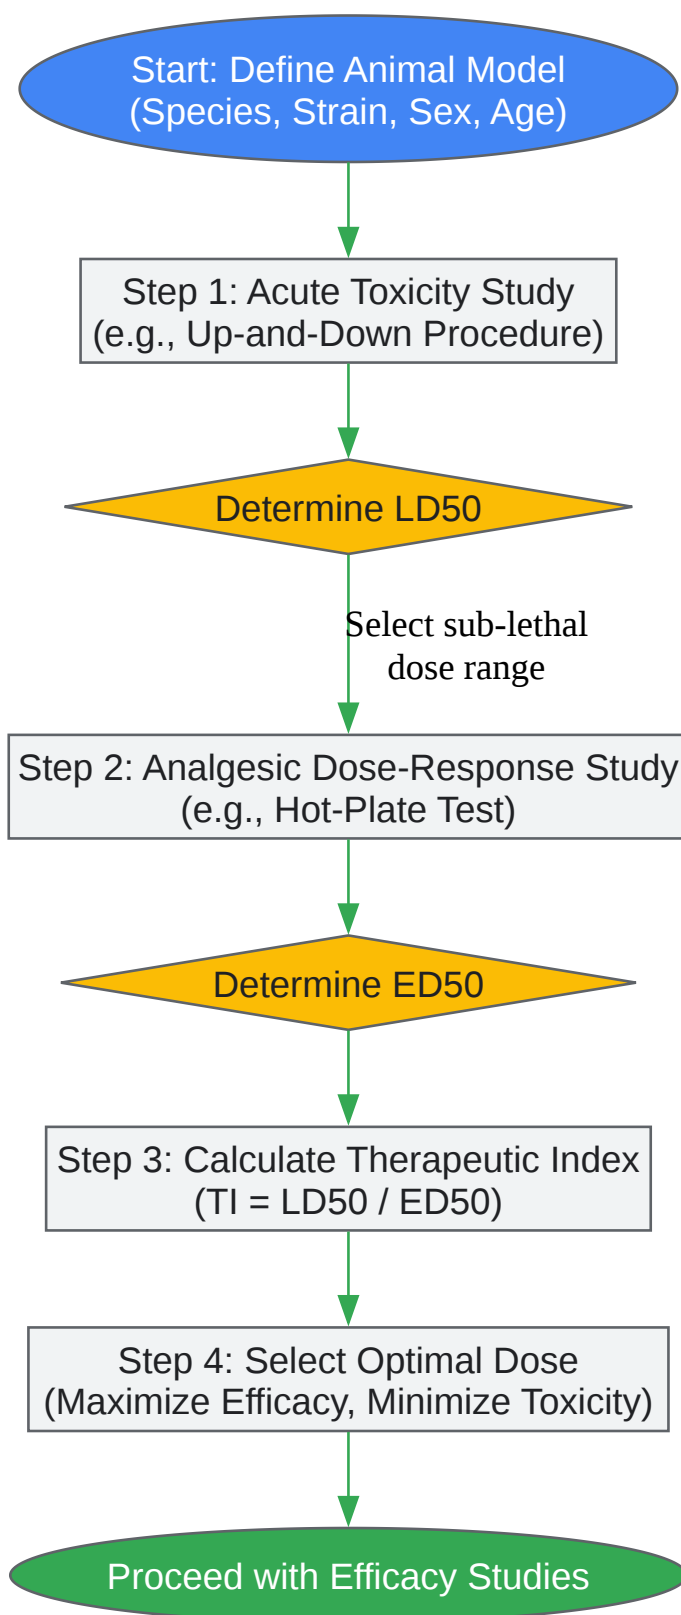 Start: Define Animal Model
(Species, Strain, Sex, Age)
Step 1: Acute Toxicity Study
(e.g., Up-and-Down Procedure)
Determine LD50
Select sub-lethal
dose range
Step 2: Analgesic Dose-Response Study
(e.g., Hot-Plate Test)
Determine ED50
Step 3: Calculate Therapeutic Index
(TI = LD50 / ED50)
Step 4: Select Optimal Dose
(Maximize Efficacy, Minimize Toxicity)
Proceed with Efficacy Studies